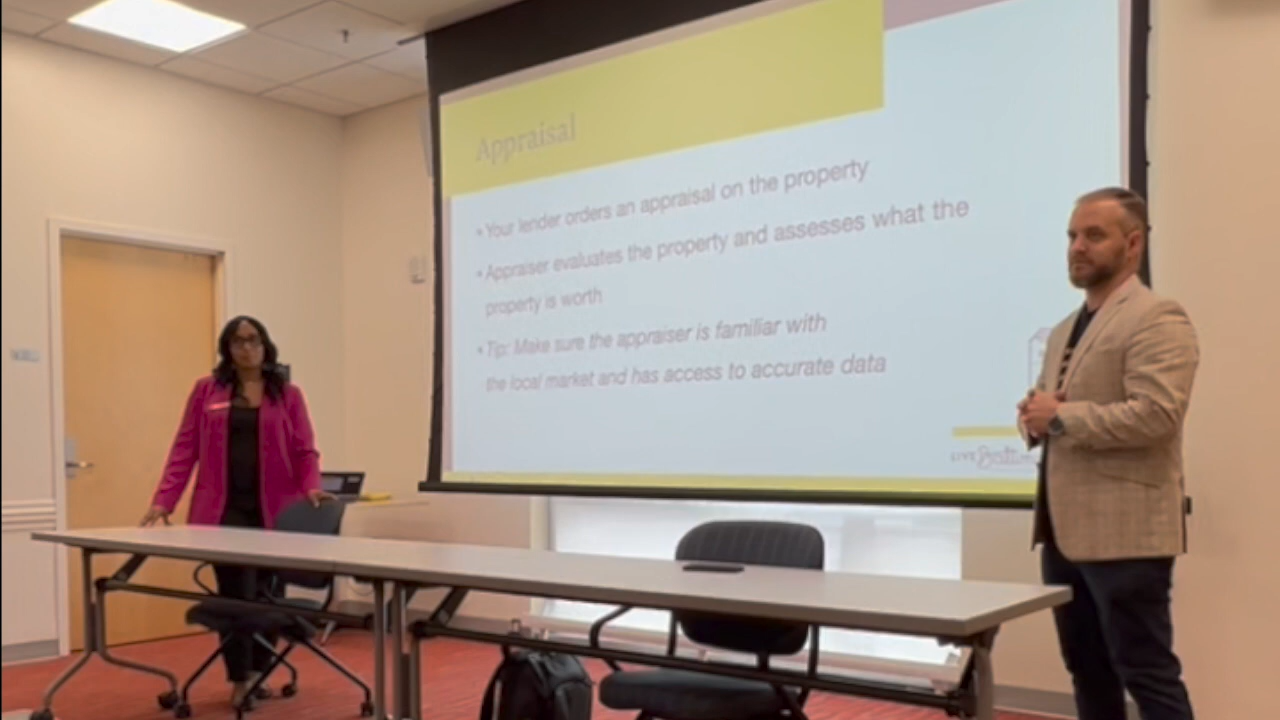 Appraisal
• Your lender orders an appraisal on the property
• Appraiser evaluates the property and assesses what the
property is worth
• Tip: Make sure the appraiser is familiar with
the local market and has access to accurate data
LIVE